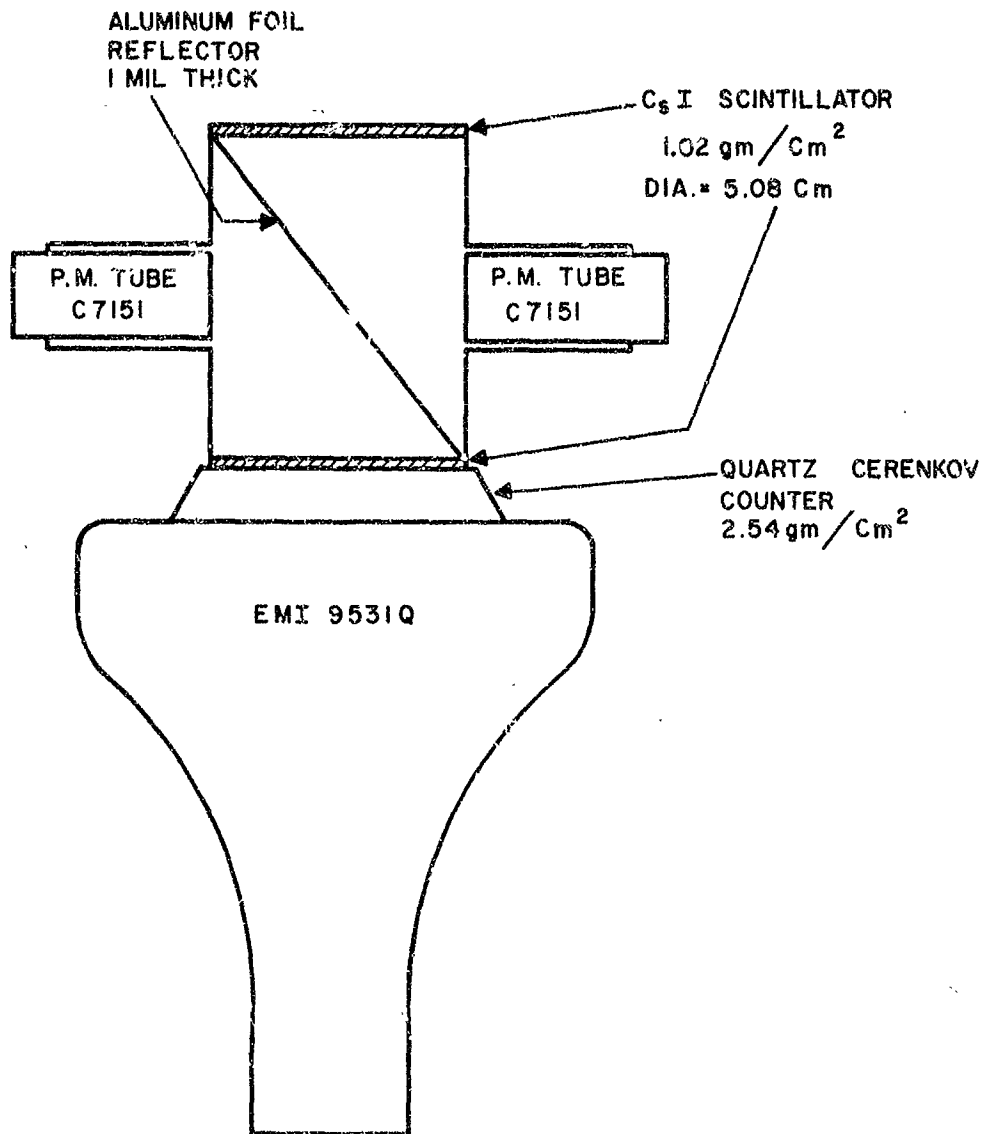 ALUMINUM FOIL
REFLECTOR
1 MIL THICK
CsI SCINTILLATOR
1.02 gm/Cm²
DIA.= 5.08 Cm
P.M. TUBE
C7151
P.M. TUBE
C7151
QUARTZ CERENKOV
COUNTER
2.54 gm/Cm²
EMI 9531Q